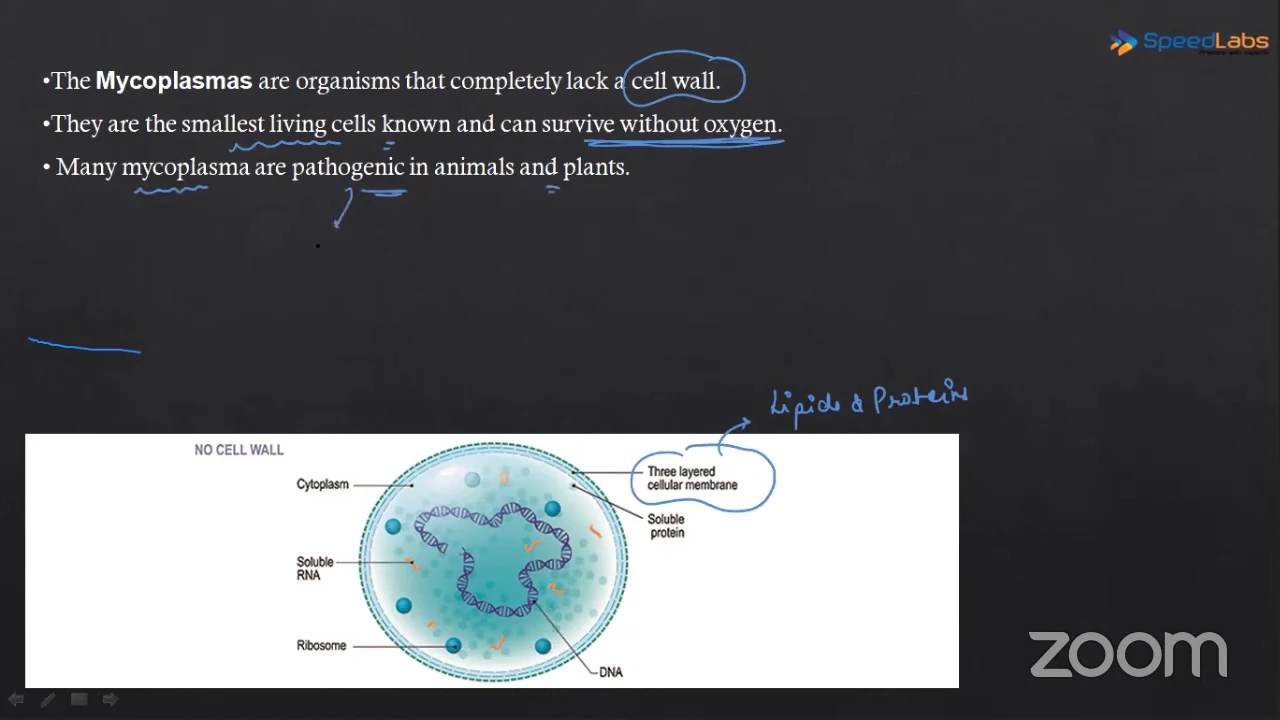 SpeedLabs
•The Mycoplasmas are organisms that completely lack a cell wall.
•They are the smallest living cells known and can survive without oxygen.
• Many mycoplasma are pathogenic in animals and plants.
Lipids & Proteins
NO CELL WALL
Cytoplasm
Three layered
cellular membrane
Soluble
protein
Soluble
RNA
Ribosome
DNA
zoom